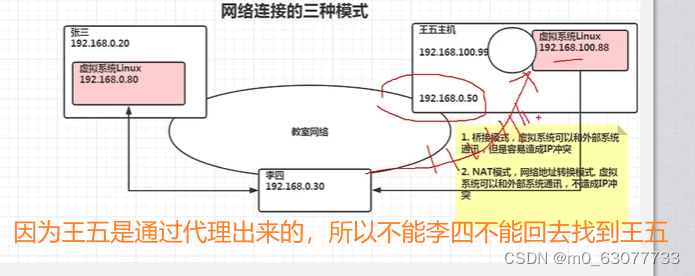 网络连接的三种模式
张三
192.168.0.20
虚拟系统Linux
192.168.0.80
王五主机
192.168.100.99
虚拟系统Linux
192.168.100.88
192.168.0.50
教室网络
李四
192.168.0.30
1. 桥接模式，虚拟系统可以和外部系统
通讯，但是容易造成IP冲突
2. NAT模式，网络地址转换模式, 虚拟
系统可以和外部系统通讯，不造成IP冲
突
因为王五是通过代理出来的，所以不能李四不能回去找到王五
CSDN @m0_63077733